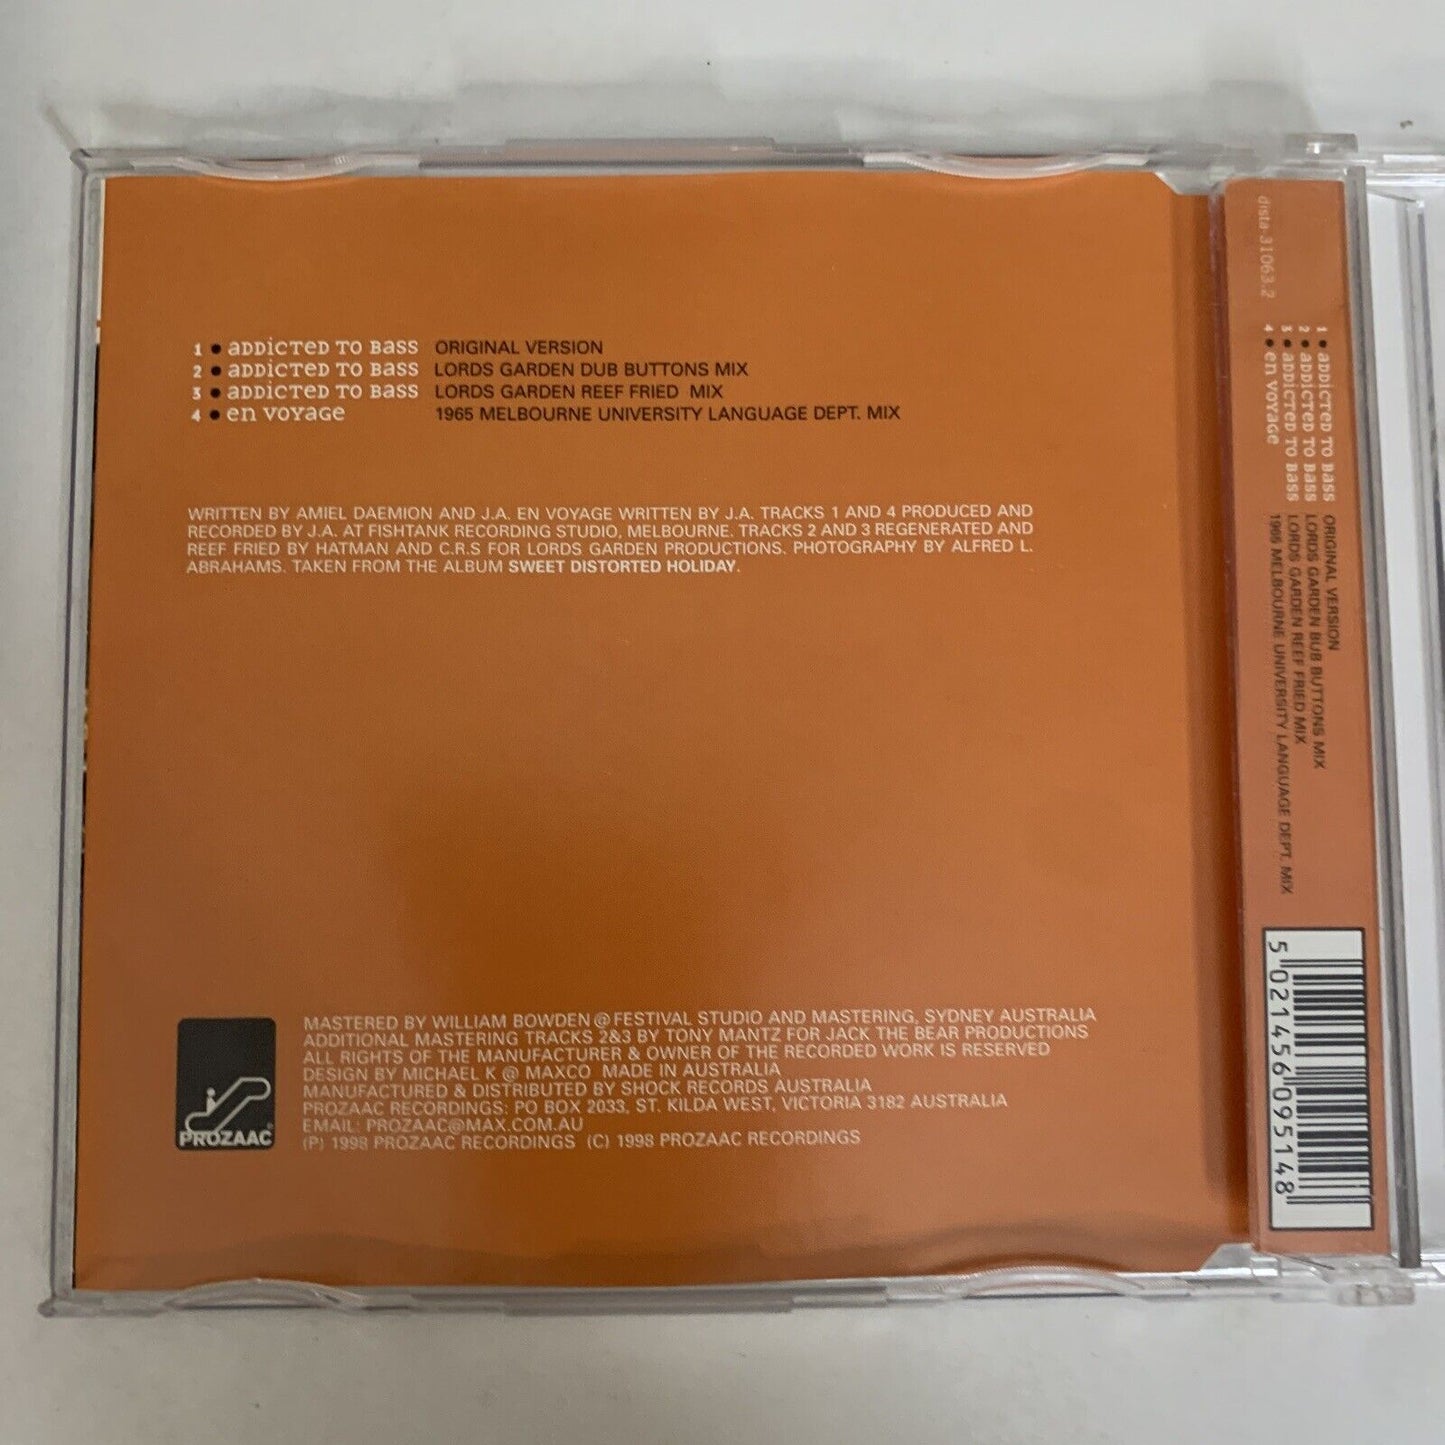 1 • ADDicTeD TO Bass ORIGINAL VERSION
2 • ADDicTeD TO Bass LORDS GARDEN DUB BUTTONS MIX
3 • ADDicTeD TO Bass LORDS GARDEN REEF FRIED MIX
4 • en voyage 1965 MELBOURNE UNIVERSITY LANGUAGE DEPT. MIX
WRITTEN BY AMIEL DAEMION AND J.A. EN VOYAGE WRITTEN BY J.A. TRACKS 1 AND 4 PRODUCED AND
RECORDED BY J.A. AT FISHTANK RECORDING STUDIO, MELBOURNE. TRACKS 2 AND 3 REGENERATED AND
REEF FRIED BY HATMAN AND C.R.S FOR LORDS GARDEN PRODUCTIONS. PHOTOGRAPHY BY ALFRED L.
ABRAHAMS. TAKEN FROM THE ALBUM SWEET DISTORTED HOLIDAY.
PROZAAC
MASTERED BY WILLIAM BOWDEN @ FESTIVAL STUDIO AND MASTERING, SYDNEY AUSTRALIA
ADDITIONAL MASTERING TRACKS 2&3 BY TONY MANTZ FOR JACK THE BEAR PRODUCTIONS
ALL RIGHTS OF THE MANUFACTURER & OWNER OF THE RECORDED WORK IS RESERVED
DESIGN BY MICHAEL K @ MAXCO MADE IN AUSTRALIA
MANUFACTURED & DISTRIBUTED BY SHOCK RECORDS AUSTRALIA
PROZAAC RECORDINGS: PO BOX 2033, ST. KILDA WEST, VICTORIA 3182 AUSTRALIA
EMAIL: PROZAAC@MAX.COM.AU
(P) 1998 PROZAAC RECORDINGS (C) 1998 PROZAAC RECORDINGS
dista-31063.2
1 • ADDicTeD TO Bass ORIGINAL VERSION
2 • ADDicTeD TO Bass LORDS GARDEN BUB BUTTONS MIX
3 • ADDicTeD TO Bass LORDS GARDEN REEF FRIED MIX
4 • en voyage 1965 MELBOURNE UNIVERSITY LANGUAGE DEPT. MIX
5 021456 095148